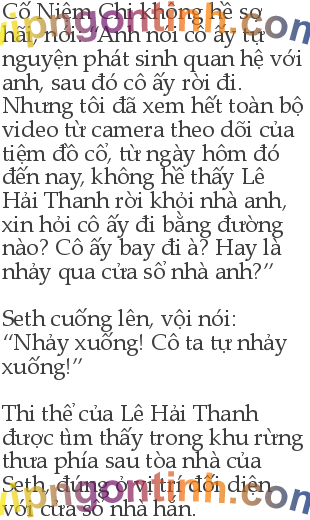 Cố Niệm Chi không hề sợ
hãi, nói: “Anh nói cô ấy tự
nguyện phát sinh quan hệ với
anh, sau đó cô ấy rời đi.
Nhưng tôi đã xem hết toàn bộ
video từ camera theo dõi của
tiệm đồ cổ, từ ngày hôm đó
đến nay, không hề thấy Lê
Hải Thanh rời khỏi nhà anh,
xin hỏi cô ấy đi bằng đường
nào? Cô ấy bay đi à? Hay là
nhảy qua cửa sổ nhà anh?”
Seth cuống lên, vội nói:
“Nhảy xuống! Cô ta tự nhảy
xuống!”
Thi thể của Lê Hải Thanh
được tìm thấy trong khu rừng
thưa phía sau tòa nhà của
Seth, đúng ở vị trí đối diện
với cửa sổ nhà hắn.